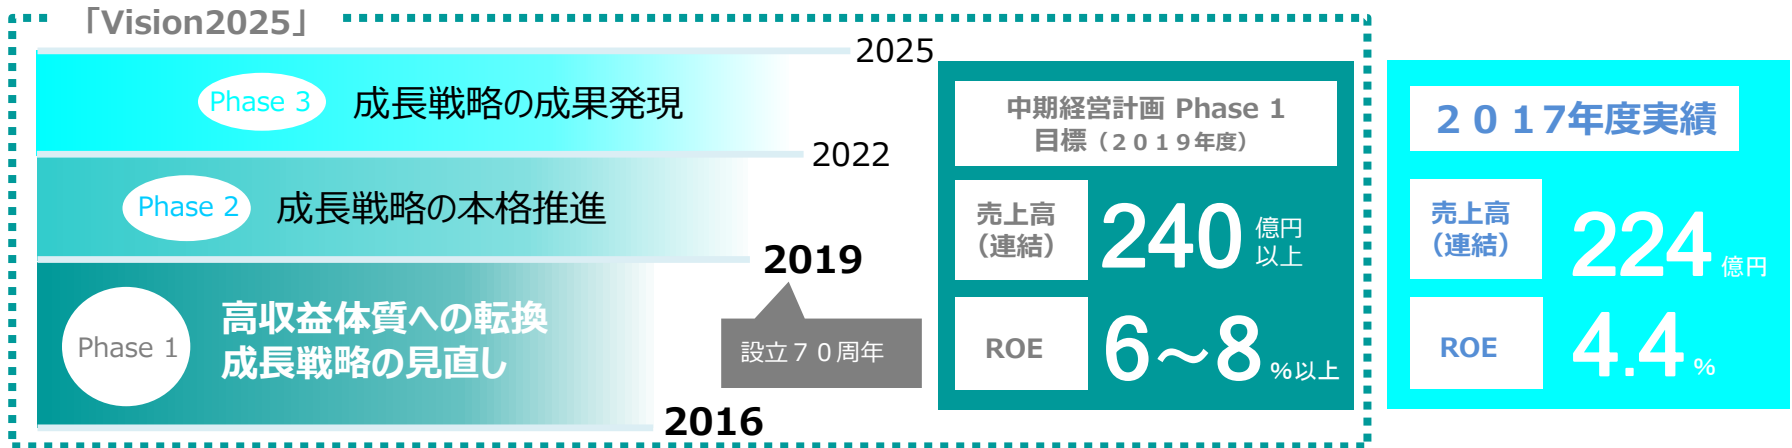 「Vision2025」
2025
Phase 3 成長戦略の成果発現
2022
Phase 2 成長戦略の本格推進
2019
設立７０周年
Phase 1
高収益体質への転換
成長戦略の見直し
2016
中期経営計画 Phase 1
目標（２０１９年度）
売上高
（連結）
240 億円
以上
ROE
6～8 %以上
２０１７年度実績
売上高
（連結）
224 億円
ROE
4.4 %